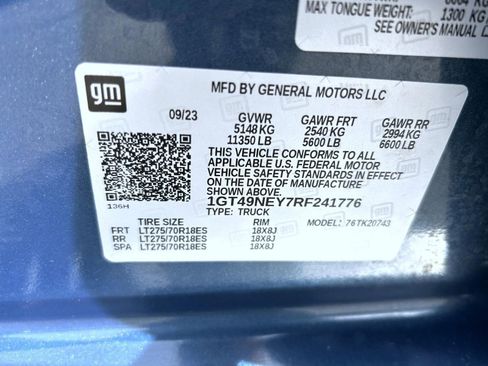 MAX TONGUE WEIGHT: 1300 KG
SEE OWNER'S MANUAL
gm
MFD BY GENERAL MOTORS LLC
09/23 GVWR GAWR FRT GAWR RR
5148 KG 2540 KG 2994 KG
11350 LB 5600 LB 6600 LB
THIS VEHICLE CONFORMS TO ALL
APPLICABLE U.S. FEDERAL MOTOR
VEHICLE SAFETY STANDARDS IN
EFFECT ON THE DATE OF MANUFACTURE
SHOWN ABOVE.
1GT49NEY7RF241776
TYPE: TRUCK MODEL: 76TK20743
136H
TIRE SIZE RIM
FRT LT275/70R18ES 18X8J
RR LT275/70R18ES 18X8J
SPA LT275/70R18ES 18X8J